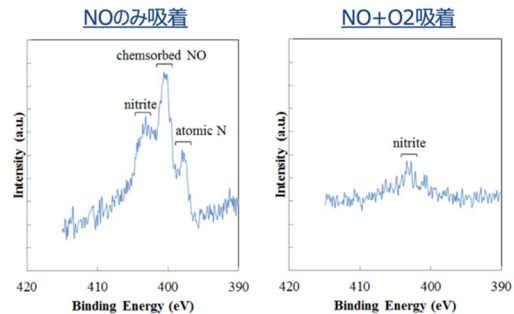 NOのみ吸着
chemsorbed NO
nitrite
atomic N
Intensity (a.u.)
420
410
400
390
Binding Energy (eV)
NO+O2吸着
nitrite
Intensity (a.u.)
420
410
400
390
Binding Energy (eV)